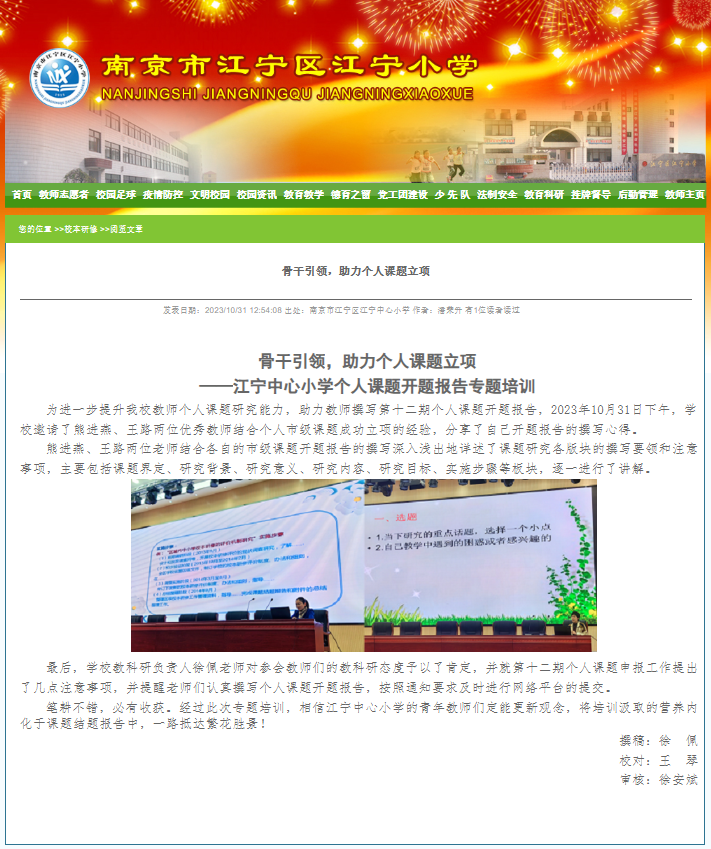 南京市江宁区江宁小学
NANJINGSHI JIANGNINGQU JIANGNINGXIAOXUE
首页 教师志愿者 校园足球 疫情防控 文明校园 校园资讯 教育教学 德育之窗 党工团建设 少先队 法制安全 教育科研 挂牌督导 后勤管理 教师主页
您的位置 >>校本研修 >>阅览文章
骨干引领，助力个人课题立项
发表日期：2023/10/31 12:54:08 出处：南京市江宁区江宁中心小学 作者：潘荣升 有1位读者读过
骨干引领，助力个人课题立项
——江宁中心小学个人课题开题报告专题培训
为进一步提升我校教师个人课题研究能力，助力教师撰写第十二期个人课题开题报告，2023年10月31日下午，学
校邀请了熊进燕、王路两位优秀教师结合个人市级课题成功立项的经验，分享了自己开题报告的撰写心得。
熊进燕、王路两位老师结合各自的市级课题开题报告的撰写深入浅出地详述了课题研究各版块的撰写要领和注意
事项，主要包括课题界定、研究背景、研究意义、研究内容、研究目标、实施步骤等板块，逐一进行了讲解。
一、选题
• 1.当下研究的重点话题，选择一个小点
• 2.自己教学中遇到的困惑或者感兴趣的
最后，学校教科研负责人徐佩老师对参会教师们的教科研态度予以了肯定，并就第十二期个人课题申报工作提出
了几点注意事项，并提醒老师们认真撰写个人课题开题报告，按照通知要求及时进行网络平台的提交。
笔耕不错，必有收获。经过此次专题培训，相信江宁中心小学的青年教师们定能更新观念，将培训汲取的营养内
化于课题结题报告中，一路抵达繁花胜景！
撰稿：徐 佩
校对：王 琴
审核：徐安斌